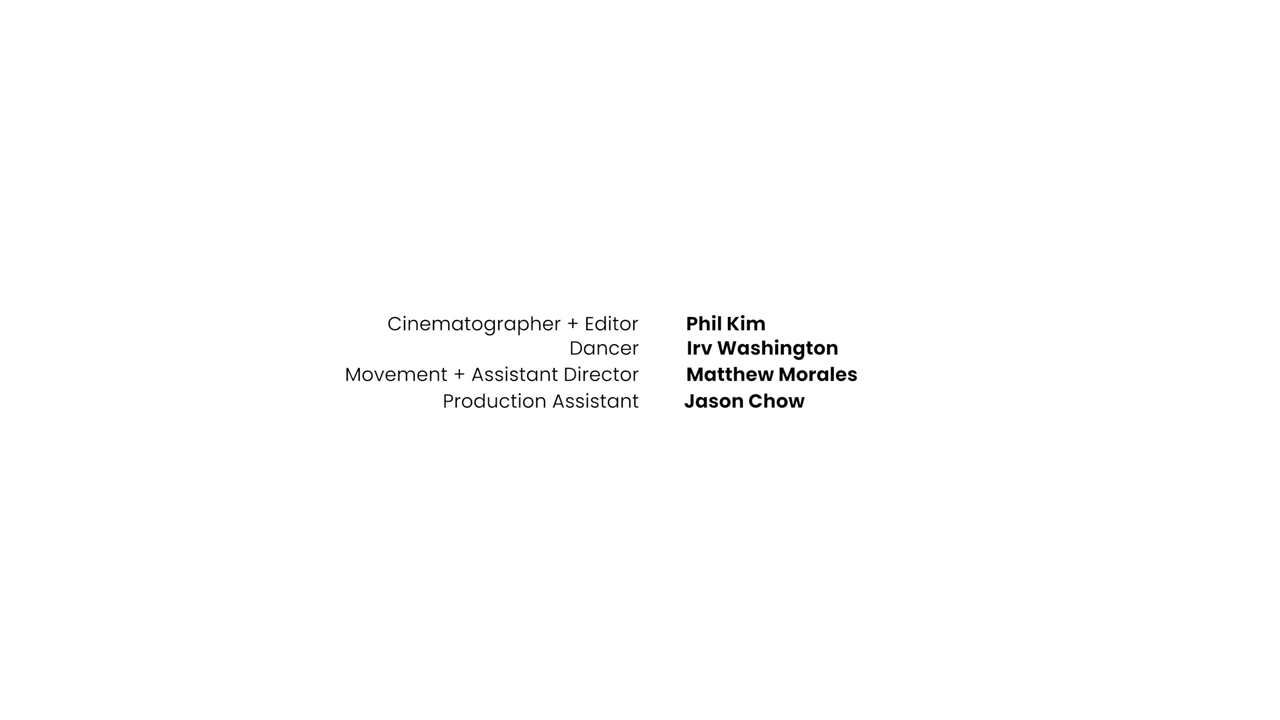 Cinematographer + Editor Phil Kim
Dancer Irv Washington
Movement + Assistant Director Matthew Morales
Production Assistant Jason Chow